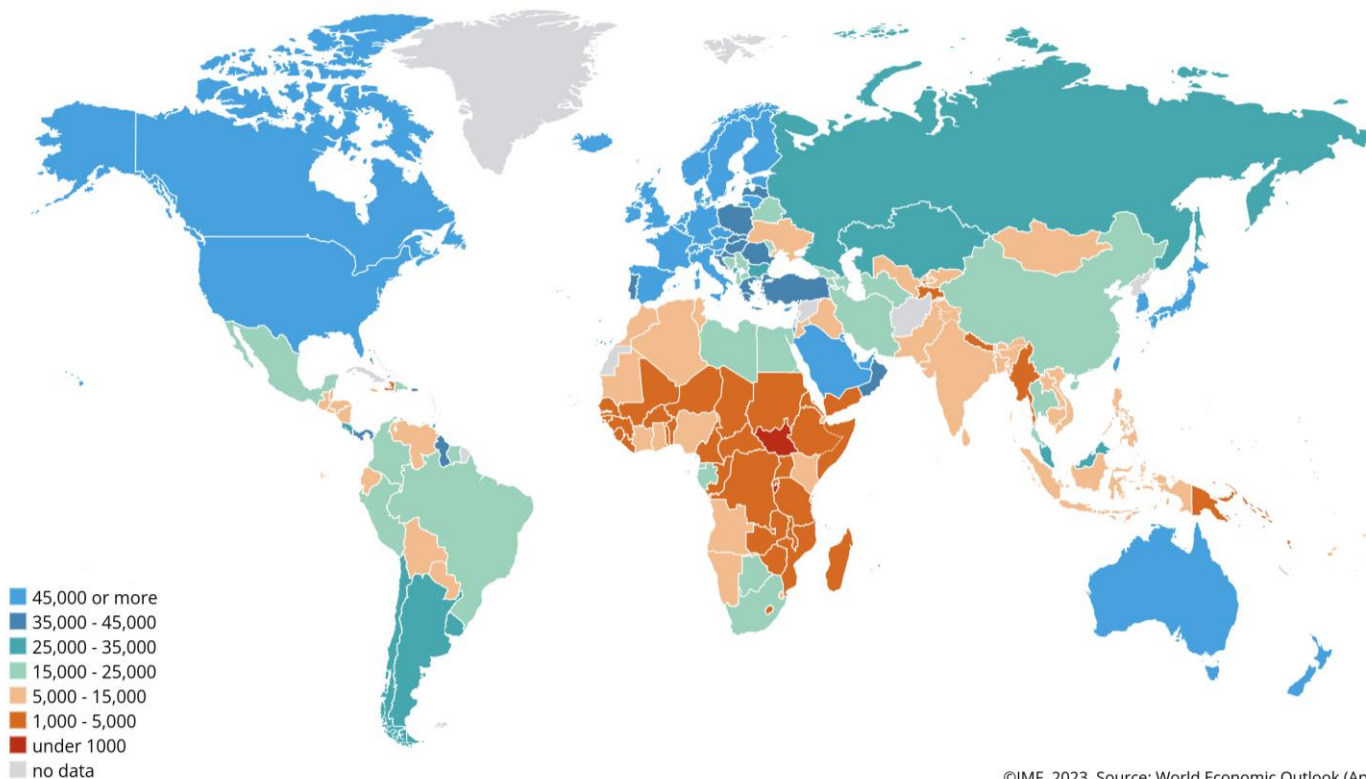 45,000 or more
35,000 - 45,000
25,000 - 35,000
15,000 - 25,000
5,000 - 15,000
1,000 - 5,000
under 1000
no data
©IMF, 2023, Source: World Economic Outlook